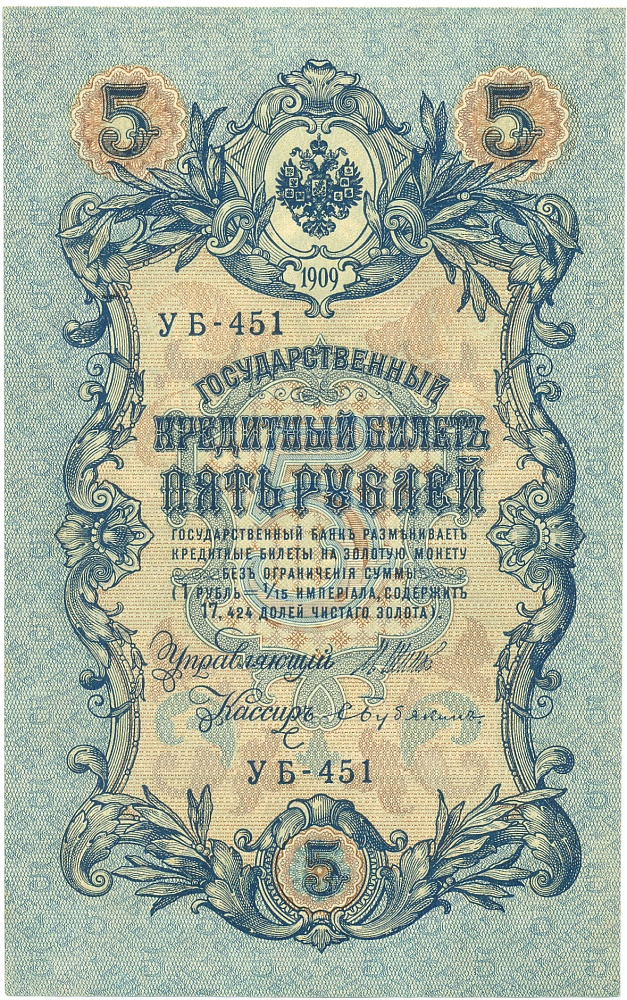 5 5
1909
УБ-451
ГОСУДАРСТВЕННЫЙ
КРЕДИТНЫЙ БИЛЕТЪ
ПЯТЬ РУБЛЕЙ
ГОСУДАРСТВЕННЫЙ БАНКЪ РАЗМѢНИВАЕТЪ
КРЕДИТНЫЕ БИЛЕТЫ НА ЗОЛОТУЮ МОНЕТУ
БЕЗЪ ОГРАНИЧЕНІЯ СУММЫ
(1 РУБЛЬ = 1/15 ИМПЕРІАЛА, СОДЕРЖИТЪ
17,424 ДОЛЕЙ ЧИСТАГО ЗОЛОТА).
Управляющій
Кассиръ С Бубякинъ.
УБ-451
5